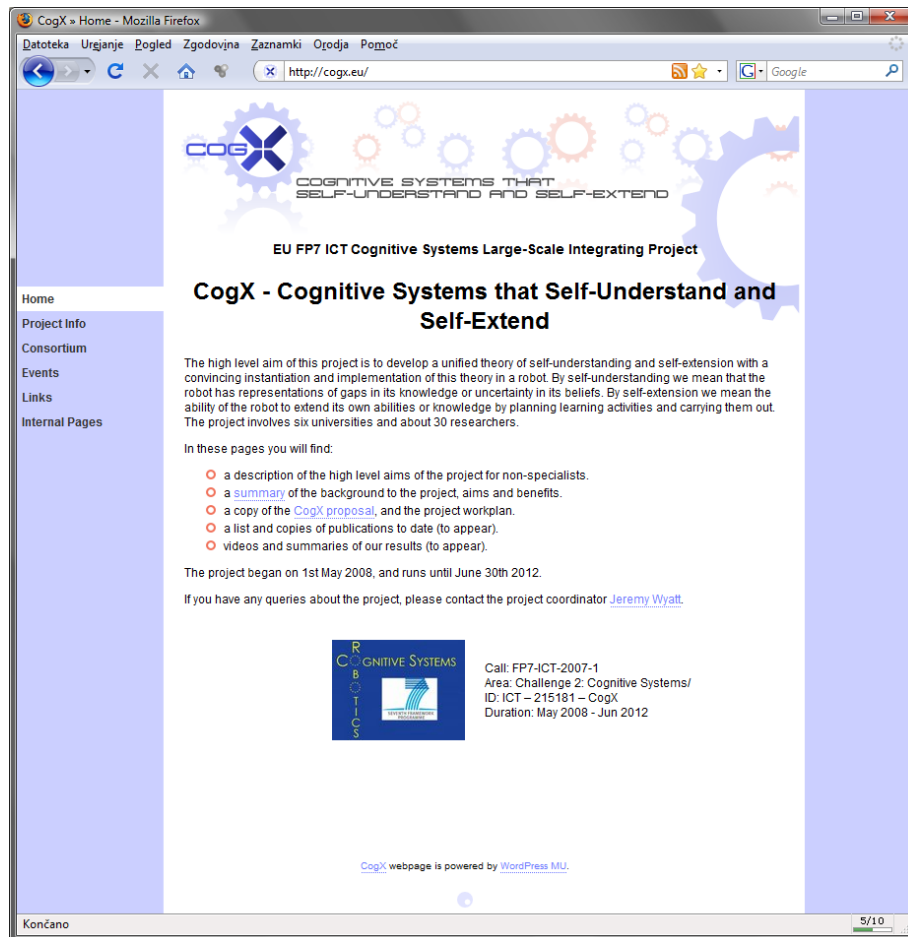 CogX » Home - Mozilla Firefox
Datoteka Urejanje Pogled Zgodovina Zaznamki Orodja Pomoč
http://cogx.eu/
G Google
COGX
COGNITIVE SYSTEMS THAT
SELF-UNDERSTAND AND SELF-EXTEND
EU FP7 ICT Cognitive Systems Large-Scale Integrating Project
CogX - Cognitive Systems that Self-Understand and
Self-Extend
Home
Project Info
Consortium
Events
Links
Internal Pages
The high level aim of this project is to develop a unified theory of self-understanding and self-extension with a
convincing instantiation and implementation of this theory in a robot. By self-understanding we mean that the
robot has representations of gaps in its knowledge or uncertainty in its beliefs. By self-extension we mean the
ability of the robot to extend its own abilities or knowledge by planning learning activities and carrying them out.
The project involves six universities and about 30 researchers.
In these pages you will find:
a description of the high level aims of the project for non-specialists.
a summary of the background to the project, aims and benefits.
a copy of the CogX proposal, and the project workplan.
a list and copies of publications to date (to appear).
videos and summaries of our results (to appear).
The project began on 1st May 2008, and runs until June 30th 2012.
If you have any queries about the project, please contact the project coordinator Jeremy Wyatt.
COGNITIVE SYSTEMS
ROBOTICS
SEVENTH FRAMEWORK
PROGRAMME
Call: FP7-ICT-2007-1
Area: Challenge 2: Cognitive Systems/
ID: ICT – 215181 – CogX
Duration: May 2008 - Jun 2012
CogX webpage is powered by WordPress MU.
Končano
5/10